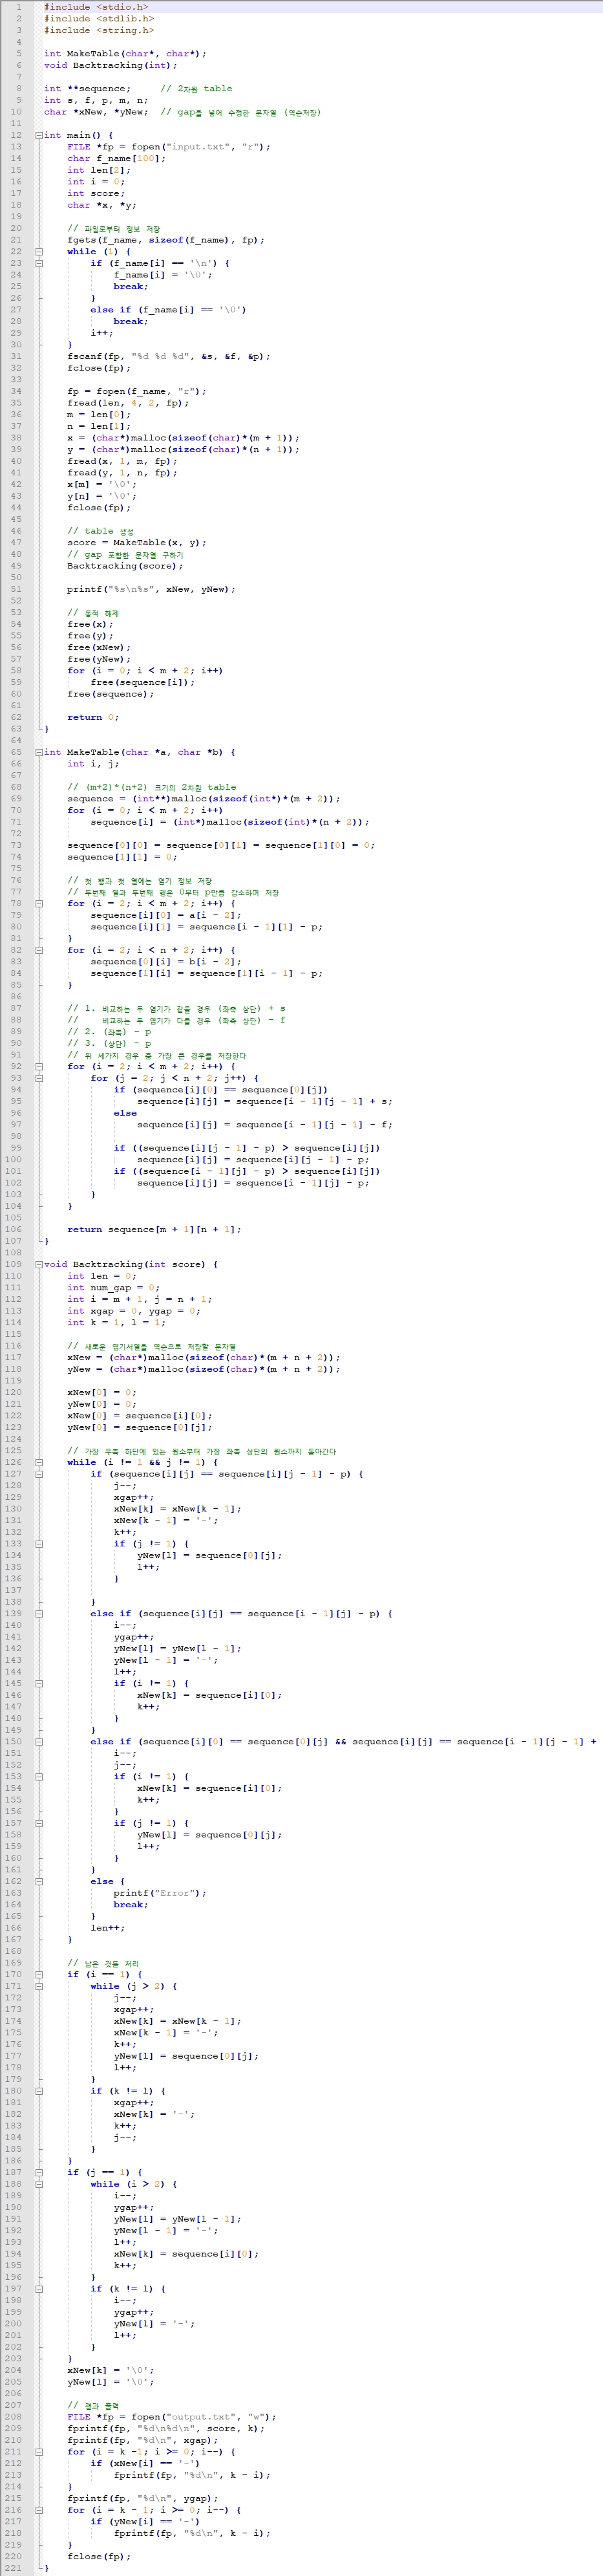 1 #include <stdio.h>
2 #include <stdlib.h>
3 #include <string.h>
4
5 int MakeTable(char*, char*);
6 void Backtracking(int);
7
8 int **sequence;     // 2차원 table
9 int s, f, p, m, n;
10 char *xNew, *yNew;  // gap을 넣어 수정한 문자열 (역순저장)
11
12 int main() {
13     FILE *fp = fopen("input.txt", "r");
14     char f_name[100];
15     int len[2];
16     int i = 0;
17     int score;
18     char *x, *y;
19
20     // 파일로부터 정보 저장
21     fgets(f_name, sizeof(f_name), fp);
22     while (1) {
23         if (f_name[i] == '\n') {
24             f_name[i] = '\0';
25             break;
26         }
27         else if (f_name[i] == '\0')
28             break;
29         i++;
30     }
31     fscanf(fp, "%d %d %d", &s, &f, &p);
32     fclose(fp);
33
34     fp = fopen(f_name, "r");
35     fread(len, 4, 2, fp);
36     m = len[0];
37     n = len[1];
38     x = (char*)malloc(sizeof(char)*(m + 1));
39     y = (char*)malloc(sizeof(char)*(n + 1));
40     fread(x, 1, m, fp);
41     fread(y, 1, n, fp);
42     x[m] = '\0';
43     y[n] = '\0';
44     fclose(fp);
45
46     // table 생성
47     score = MakeTable(x, y);
48     // gap 포함한 문자열 구하기
49     Backtracking(score);
50
51     printf("%s\n%s", xNew, yNew);
52
53     // 동적 해제
54     free(x);
55     free(y);
56     free(xNew);
57     free(yNew);
58     for (i = 0; i < m + 2; i++)
59         free(sequence[i]);
60     free(sequence);
61
62     return 0;
63 }
64
65 int MakeTable(char *a, char *b) {
66     int i, j;
67
68     // (m+2)*(n+2) 크기의 2차원 table
69     sequence = (int**)malloc(sizeof(int*)*(m + 2));
70     for (i = 0; i < m + 2; i++)
71         sequence[i] = (int*)malloc(sizeof(int)*(n + 2));
72
73     sequence[0][0] = sequence[0][1] = sequence[1][0] = 0;
74     sequence[1][1] = 0;
75
76     // 첫 행과 첫 열에는 염기 정보 저장
77     // 두번째 열과 두번째 행은 0부터 p만큼 감소하며 저장
78     for (i = 2; i < m + 2; i++) {
79         sequence[i][0] = a[i - 2];
80         sequence[i][1] = sequence[i - 1][1] - p;
81     }
82     for (i = 2; i < n + 2; i++) {
83         sequence[0][i] = b[i - 2];
84         sequence[1][i] = sequence[1][i - 1] - p;
85     }
86
87     // 1. 비교하는 두 염기가 같을 경우 (좌측 상단) + s
88     //    비교하는 두 염기가 다를 경우 (좌측 상단) - f
89     // 2. (좌측) - p
90     // 3. (상단) - p
91     // 위 세가지 경우 중 가장 큰 경우를 저장한다
92     for (i = 2; i < m + 2; i++) {
93         for (j = 2; j < n + 2; j++) {
94             if (sequence[i][0] == sequence[0][j])
95                 sequence[i][j] = sequence[i - 1][j - 1] + s;
96             else
97                 sequence[i][j] = sequence[i - 1][j - 1] - f;
98
99             if ((sequence[i][j - 1] - p) > sequence[i][j])
100                 sequence[i][j] = sequence[i][j - 1] - p;
101             if ((sequence[i - 1][j] - p) > sequence[i][j])
102                 sequence[i][j] = sequence[i - 1][j] - p;
103         }
104     }
105
106     return sequence[m + 1][n + 1];
107 }
108
109 void Backtracking(int score) {
110     int len = 0;
111     int num_gap = 0;
112     int i = m + 1, j = n + 1;
113     int xgap = 0, ygap = 0;
114     int k = 1, l = 1;
115
116     // 새로운 염기서열을 역순으로 저장할 문자열
117     xNew = (char*)malloc(sizeof(char)*(m + n + 2));
118     yNew = (char*)malloc(sizeof(char)*(m + n + 2));
119
120     xNew[0] = 0;
121     yNew[0] = 0;
122     xNew[0] = sequence[i][0];
123     yNew[0] = sequence[0][j];
124
125     // 가장 우측 하단에 있는 원소부터 가장 좌측 상단의 원소까지 돌아간다
126     while (i != 1 && j != 1) {
127         if (sequence[i][j] == sequence[i][j - 1] - p) {
128             j--;
129             xgap++;
130             xNew[k] = xNew[k - 1];
131             xNew[k - 1] = '-';
132             k++;
133             if (j != 1) {
134                 yNew[l] = sequence[0][j];
135                 l++;
136             }
137
138         }
139         else if (sequence[i][j] == sequence[i - 1][j] - p) {
140             i--;
141             ygap++;
142             yNew[l] = yNew[l - 1];
143             yNew[l - 1] = '-';
144             l++;
145             if (i != 1) {
146                 xNew[k] = sequence[i][0];
147                 k++;
148             }
149         }
150         else if (sequence[i][0] == sequence[0][j] && sequence[i][j] == sequence[i - 1][j - 1] +
151             i--;
152             j--;
153             if (i != 1) {
154                 xNew[k] = sequence[i][0];
155                 k++;
156             }
157             if (j != 1) {
158                 yNew[l] = sequence[0][j];
159                 l++;
160             }
161         }
162         else {
163             printf("Error");
164             break;
165         }
166         len++;
167     }
168
169     // 남은 것들 처리
170     if (i == 1) {
171         while (j > 2) {
172             j--;
173             xgap++;
174             xNew[k] = xNew[k - 1];
175             xNew[k - 1] = '-';
176             k++;
177             yNew[l] = sequence[0][j];
178             l++;
179         }
180         if (k != l) {
181             xgap++;
182             xNew[k] = '-';
183             k++;
184             j--;
185         }
186     }
187     if (j == 1) {
188         while (i > 2) {
189             i--;
190             ygap++;
191             yNew[l] = yNew[l - 1];
192             yNew[l - 1] = '-';
193             l++;
194             xNew[k] = sequence[i][0];
195             k++;
196         }
197         if (k != l) {
198             i--;
199             ygap++;
200             yNew[l] = '-';
201             l++;
202         }
203     }
204     xNew[k] = '\0';
205     yNew[l] = '\0';
206
207     // 결과 출력
208     FILE *fp = fopen("output.txt", "w");
209     fprintf(fp, "%d\n%d\n", score, k);
210     fprintf(fp, "%d\n", xgap);
211     for (i = k -1; i >= 0; i--) {
212         if (xNew[i] == '-')
213             fprintf(fp, "%d\n", k - i);
214     }
215     fprintf(fp, "%d\n", ygap);
216     for (i = k - 1; i >= 0; i--) {
217         if (yNew[i] == '-')
218             fprintf(fp, "%d\n", k - i);
219     }
220     fclose(fp);
221 }